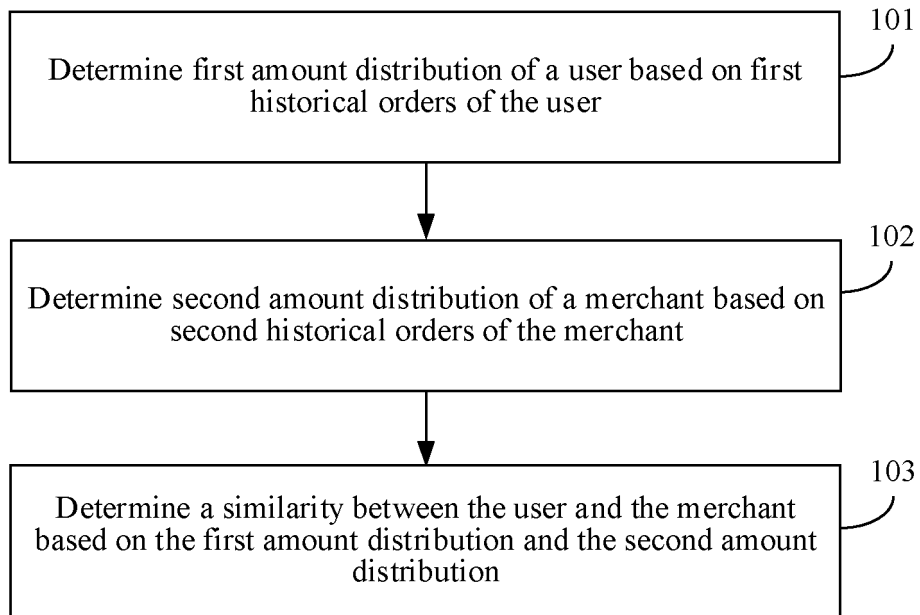 101
Determine first amount distribution of a user based on first
historical orders of the user
102
Determine second amount distribution of a merchant based on
second historical orders of the merchant
103
Determine a similarity between the user and the merchant
based on the first amount distribution and the second amount
distribution